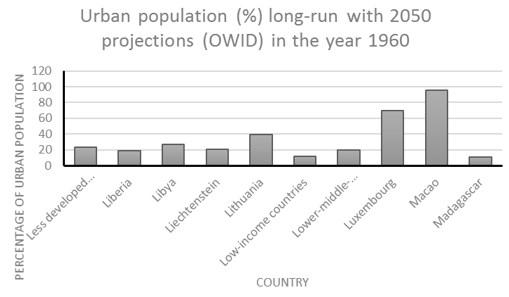 Urban population (%) long-run with 2050
projections (OWID) in the year 1960
PERCENTAGE OF URBAN POPULATION
120
100
80
60
40
20
0
Less developed...
Liberia
Libya
Liechtenstein
Lithuania
Low-income countries
Lower-middle-...
Luxembourg
Macao
Madagascar
COUNTRY